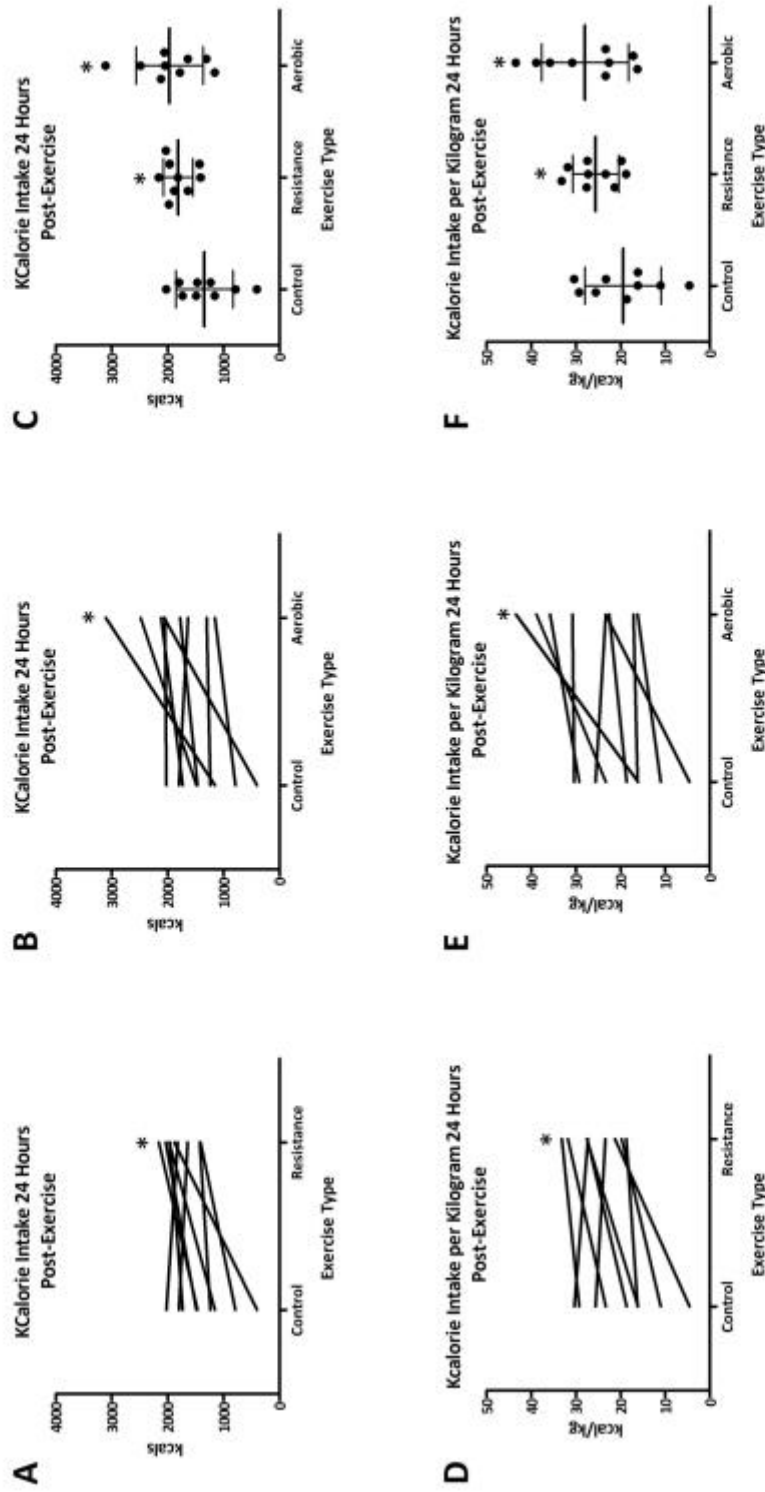 A
KCalorie Intake 24 Hours
Post-Exercise
4000
3000
2000
1000
0
kcals
*
Control
Resistance
Exercise Type
B
KCalorie Intake 24 Hours
Post-Exercise
4000
3000
2000
1000
0
kcals
*
Control
Aerobic
Exercise Type
C
KCalorie Intake 24 Hours
Post-Exercise
4000
3000
2000
1000
0
kcals
*
*
Control
Resistance
Aerobic
Exercise Type
D
Kcalorie Intake per Kilogram 24 Hours
Post-Exercise
50
40
30
20
10
0
kcal/kg
*
Control
Resistance
Exercise Type
E
Kcalorie Intake per Kilogram 24 Hours
Post-Exercise
50
40
30
20
10
0
kcal/kg
*
Control
Aerobic
Exercise Type
F
Kcalorie Intake per Kilogram 24 Hours
Post-Exercise
50
40
30
20
10
0
kcal/kg
*
*
Control
Resistance
Aerobic
Exercise Type